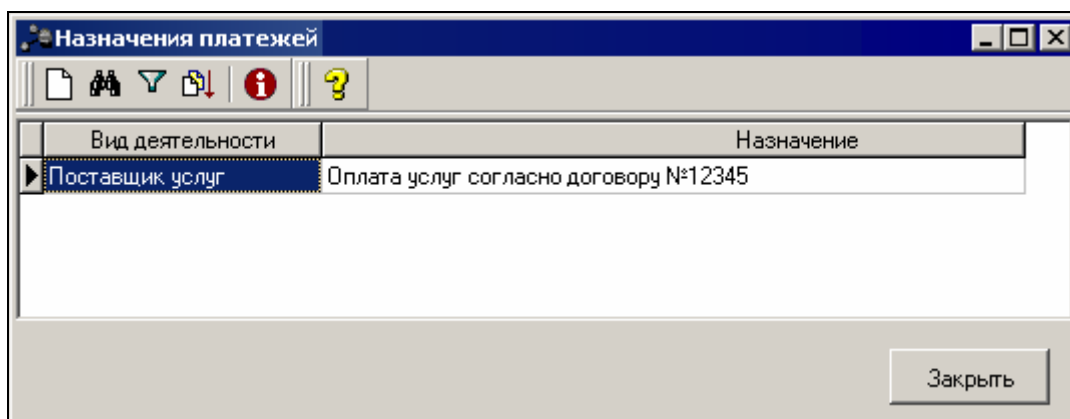 Назначения платежей
Вид деятельности Назначение
Поставщик услуг Оплата услуг согласно договору №12345
Закрыть